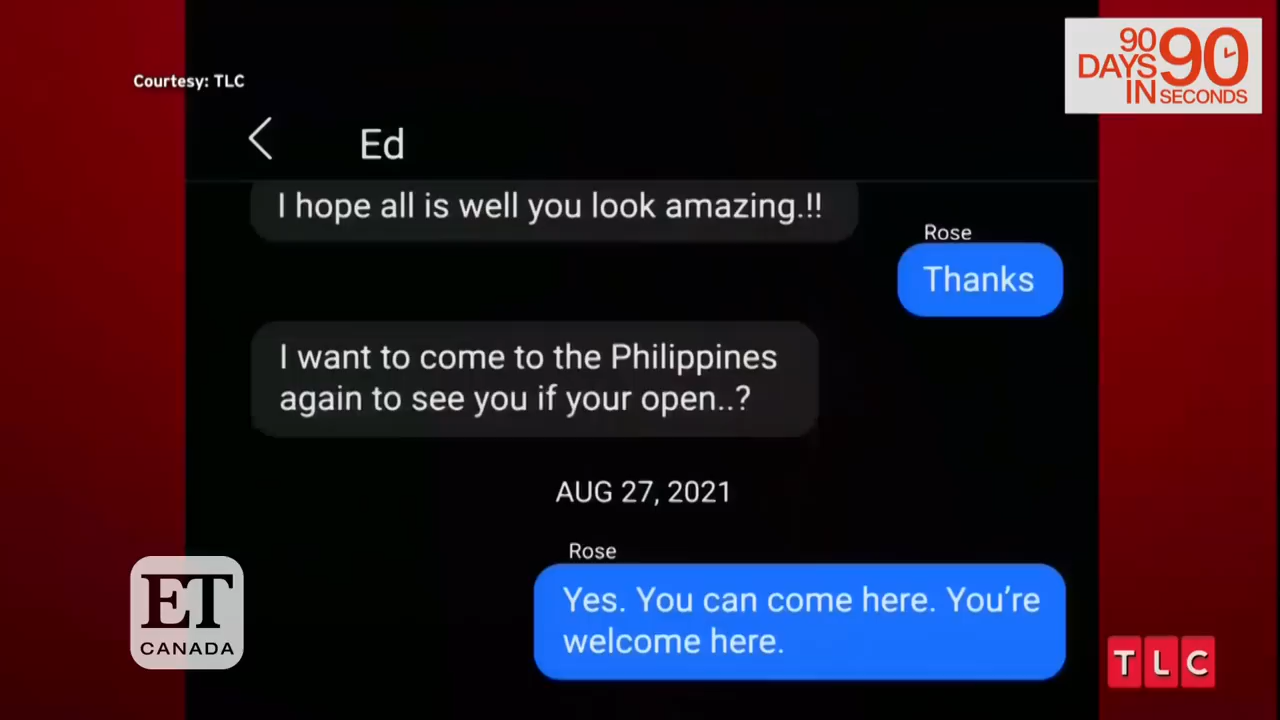 90 DAYS IN 90 SECONDS
Courtesy: TLC
Ed
I hope all is well you look amazing.!!
Rose
Thanks
I want to come to the Philippines
again to see you if your open..?
AUG 27, 2021
Rose
Yes. You can come here. You’re
welcome here.
ET
CANADA
TLC